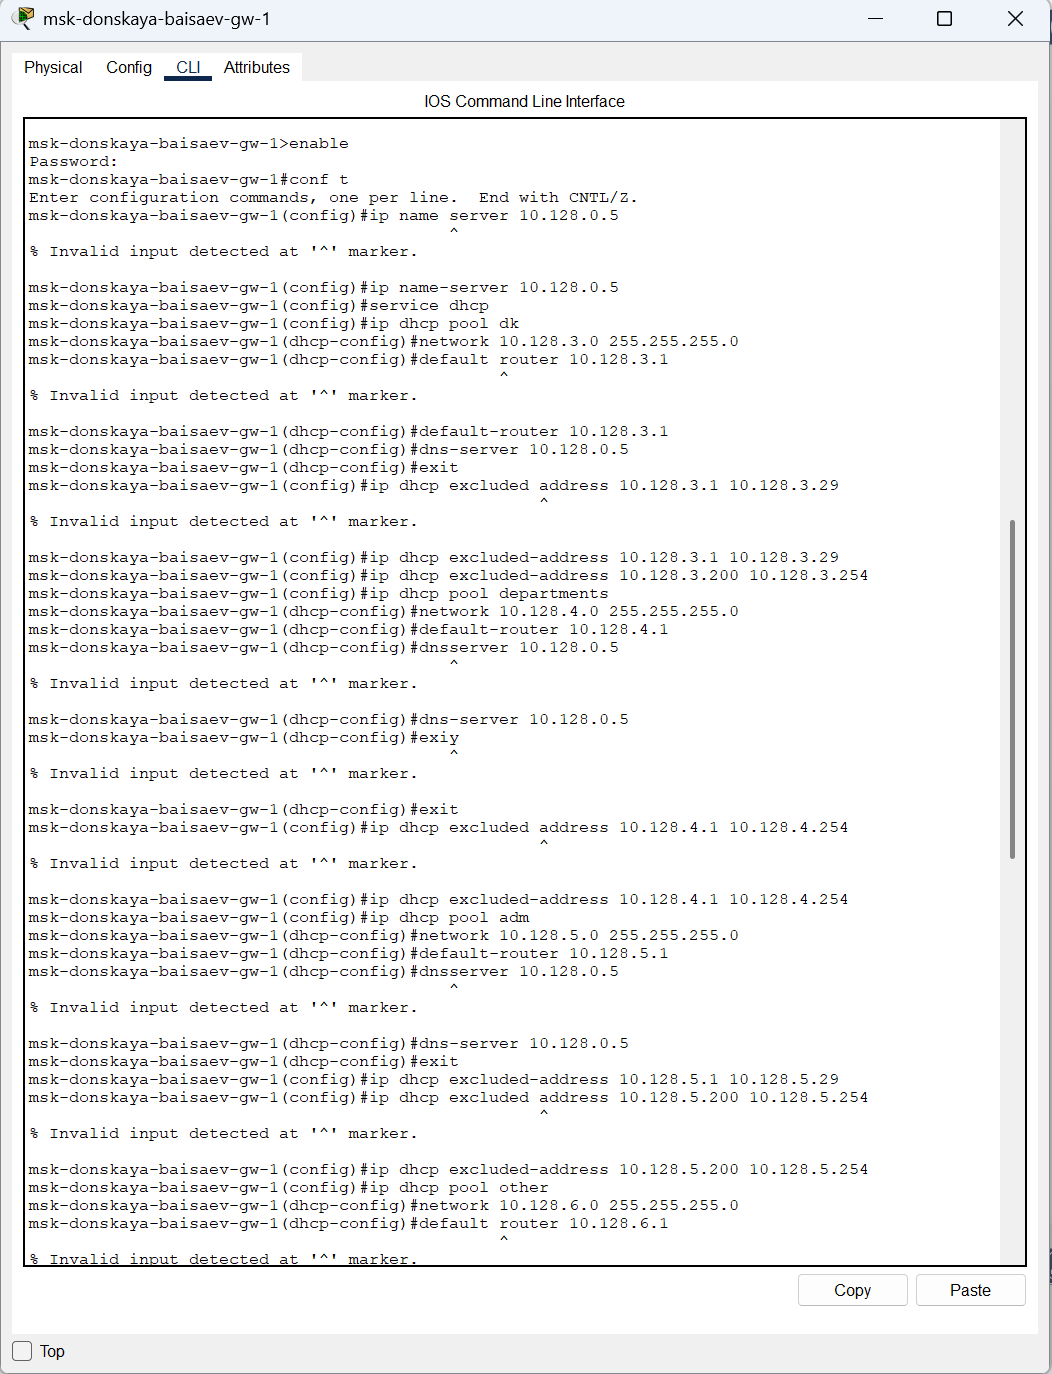 msk-donskaya-baisaev-gw-1
Physical Config CLI Attributes
IOS Command Line Interface
msk-donskaya-baisaev-gw-1>enable
Password:
msk-donskaya-baisaev-gw-1#conf t
Enter configuration commands, one per line.  End with CNTL/Z.
msk-donskaya-baisaev-gw-1(config)#ip name server 10.128.0.5
^
% Invalid input detected at '^' marker.
msk-donskaya-baisaev-gw-1(config)#ip name-server 10.128.0.5
msk-donskaya-baisaev-gw-1(config)#service dhcp
msk-donskaya-baisaev-gw-1(config)#ip dhcp pool dk
msk-donskaya-baisaev-gw-1(dhcp-config)#network 10.128.3.0 255.255.255.0
msk-donskaya-baisaev-gw-1(dhcp-config)#default router 10.128.3.1
^
% Invalid input detected at '^' marker.
msk-donskaya-baisaev-gw-1(dhcp-config)#default-router 10.128.3.1
msk-donskaya-baisaev-gw-1(dhcp-config)#dns-server 10.128.0.5
msk-donskaya-baisaev-gw-1(dhcp-config)#exit
msk-donskaya-baisaev-gw-1(config)#ip dhcp excluded address 10.128.3.1 10.128.3.29
^
% Invalid input detected at '^' marker.
msk-donskaya-baisaev-gw-1(config)#ip dhcp excluded-address 10.128.3.1 10.128.3.29
msk-donskaya-baisaev-gw-1(config)#ip dhcp excluded-address 10.128.3.200 10.128.3.254
msk-donskaya-baisaev-gw-1(config)#ip dhcp pool departments
msk-donskaya-baisaev-gw-1(dhcp-config)#network 10.128.4.0 255.255.255.0
msk-donskaya-baisaev-gw-1(dhcp-config)#default-router 10.128.4.1
msk-donskaya-baisaev-gw-1(dhcp-config)#dnsserver 10.128.0.5
^
% Invalid input detected at '^' marker.
msk-donskaya-baisaev-gw-1(dhcp-config)#dns-server 10.128.0.5
msk-donskaya-baisaev-gw-1(dhcp-config)#exiy
^
% Invalid input detected at '^' marker.
msk-donskaya-baisaev-gw-1(dhcp-config)#exit
msk-donskaya-baisaev-gw-1(config)#ip dhcp excluded address 10.128.4.1 10.128.4.254
^
% Invalid input detected at '^' marker.
msk-donskaya-baisaev-gw-1(config)#ip dhcp excluded-address 10.128.4.1 10.128.4.254
msk-donskaya-baisaev-gw-1(config)#ip dhcp pool adm
msk-donskaya-baisaev-gw-1(dhcp-config)#network 10.128.5.0 255.255.255.0
msk-donskaya-baisaev-gw-1(dhcp-config)#default-router 10.128.5.1
msk-donskaya-baisaev-gw-1(dhcp-config)#dnsserver 10.128.0.5
^
% Invalid input detected at '^' marker.
msk-donskaya-baisaev-gw-1(dhcp-config)#dns-server 10.128.0.5
msk-donskaya-baisaev-gw-1(dhcp-config)#exit
msk-donskaya-baisaev-gw-1(config)#ip dhcp excluded-address 10.128.5.1 10.128.5.29
msk-donskaya-baisaev-gw-1(config)#ip dhcp excluded address 10.128.5.200 10.128.5.254
^
% Invalid input detected at '^' marker.
msk-donskaya-baisaev-gw-1(config)#ip dhcp excluded-address 10.128.5.200 10.128.5.254
msk-donskaya-baisaev-gw-1(config)#ip dhcp pool other
msk-donskaya-baisaev-gw-1(dhcp-config)#network 10.128.6.0 255.255.255.0
msk-donskaya-baisaev-gw-1(dhcp-config)#default router 10.128.6.1
^
% Invalid input detected at '^' marker.
Copy Paste
Top